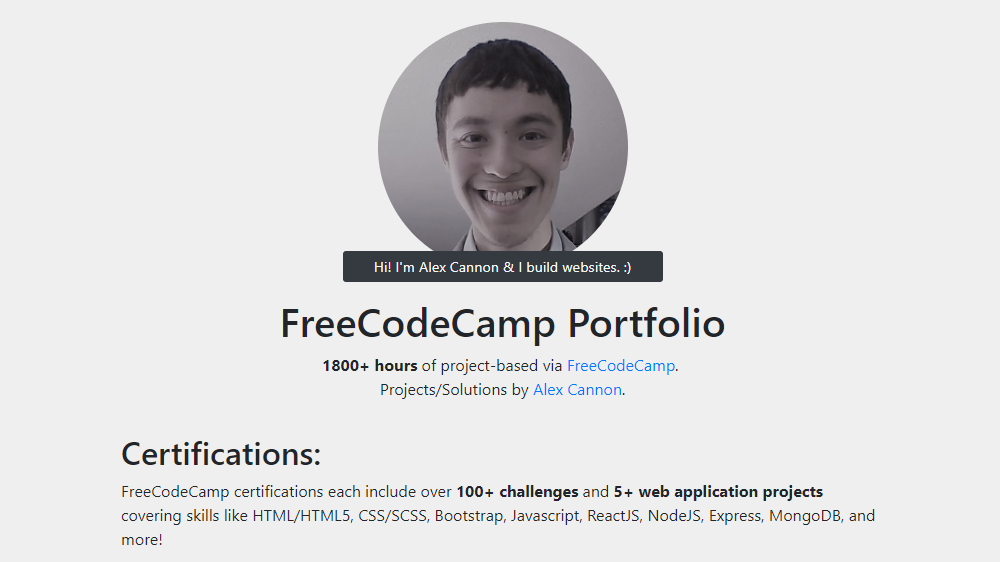 Hi! I'm Alex Cannon & I build websites. :)
FreeCodeCamp Portfolio
1800+ hours of project-based via FreeCodeCamp.
Projects/Solutions by Alex Cannon.
Certifications:
FreeCodeCamp certifications each include over 100+ challenges and 5+ web application projects
covering skills like HTML/HTML5, CSS/SCSS, Bootstrap, Javascript, ReactJS, NodeJS, Express, MongoDB, and
more!